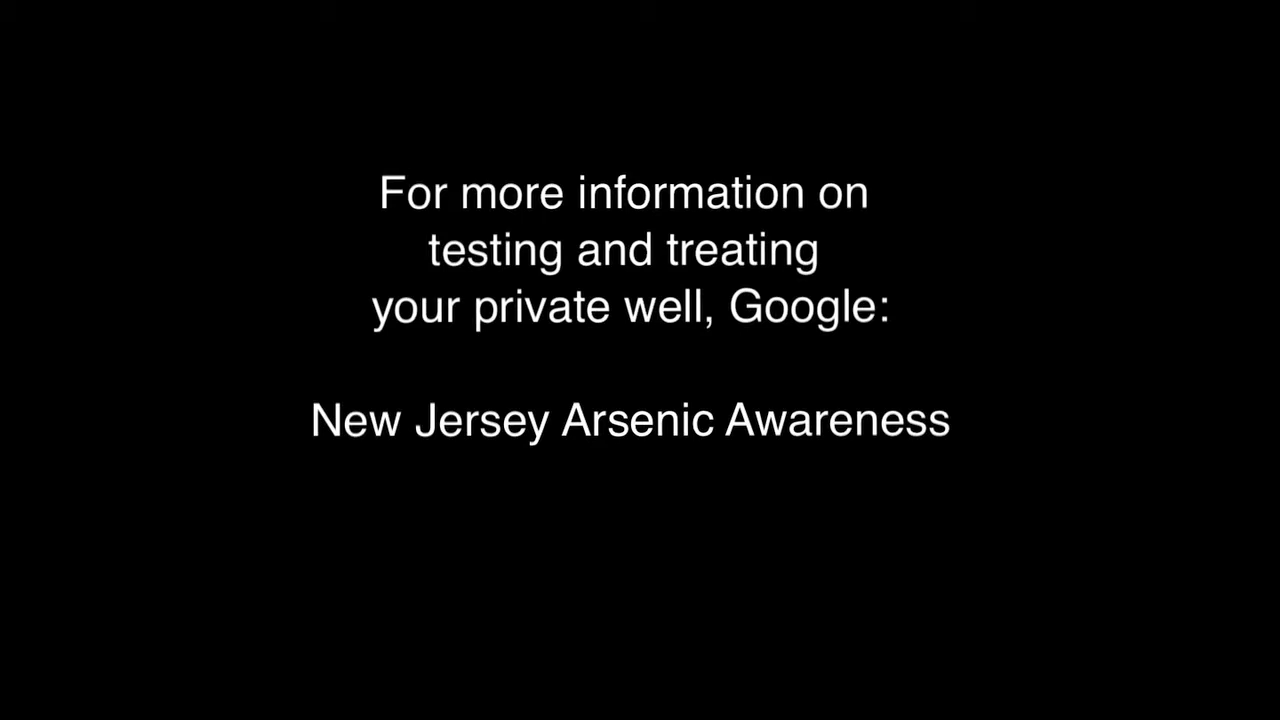 For more information on
testing and treating
your private well, Google:
New Jersey Arsenic Awareness